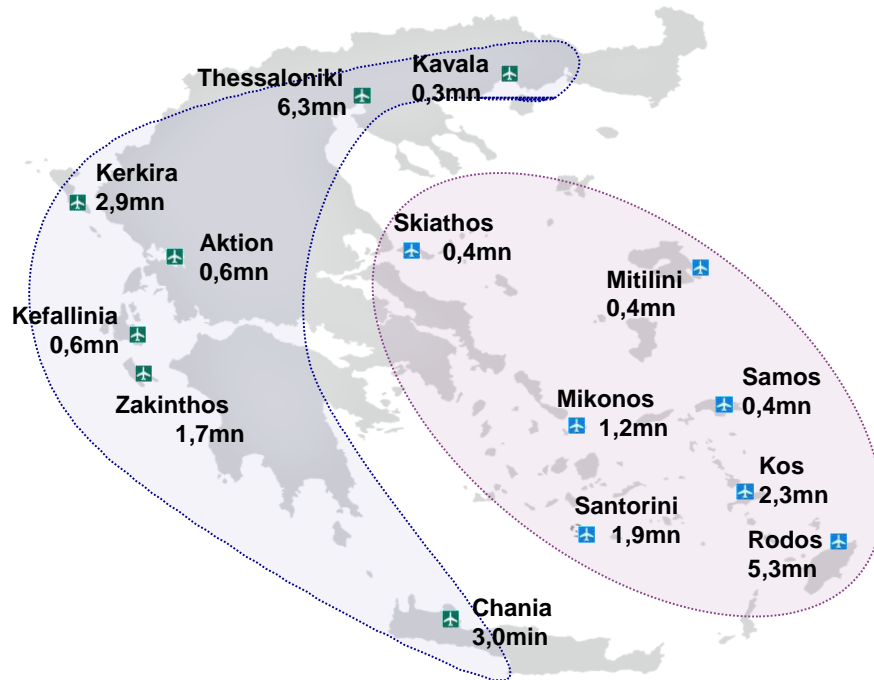 Thessaloniki
6,3mn
Kavala
0,3mn
Kerkira
2,9mn
Aktion
0,6mn
Skiathos
0,4mn
Mitilini
0,4mn
Kefallinia
0,6mn
Zakinthos
1,7mn
Mikonos
1,2mn
Samos
0,4mn
Kos
2,3mn
Santorini
1,9mn
Rodos
5,3mn
Chania
3,0min